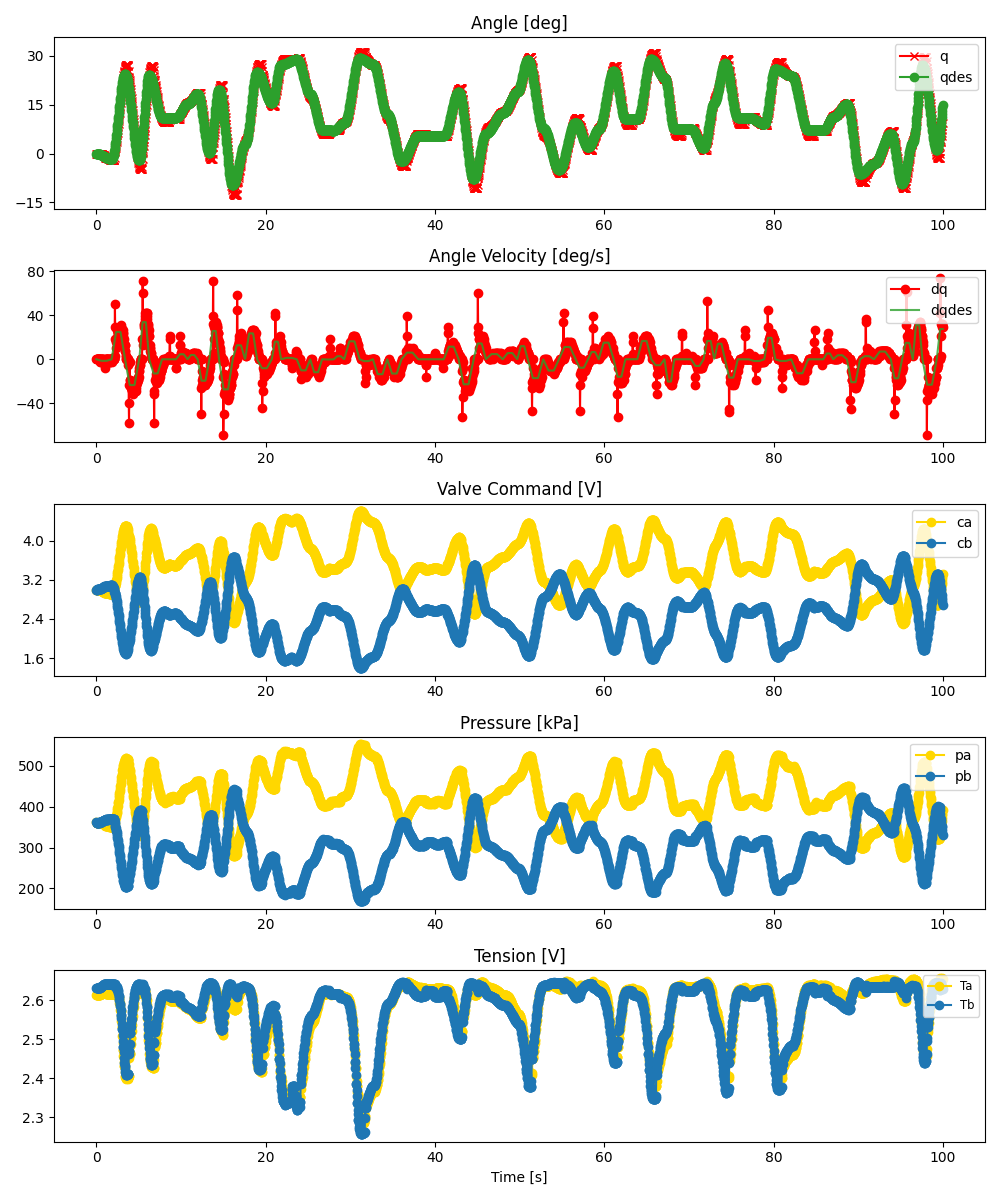 Angle [deg]
30
15
0
−15
q
qdes
0 20 40 60 80 100
Angle Velocity [deg/s]
80
40
0
−40
dq
dqdes
0 20 40 60 80 100
Valve Command [V]
4.0
3.2
2.4
1.6
ca
cb
0 20 40 60 80 100
Pressure [kPa]
500
400
300
200
pa
pb
0 20 40 60 80 100
Tension [V]
2.6
2.5
2.4
2.3
Ta
Tb
0 20 40 60 80 100
Time [s]